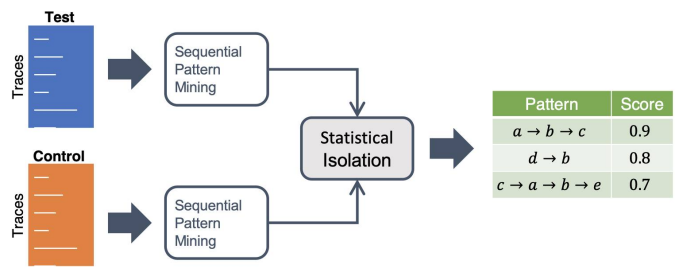 Test
Traces
Sequential
Pattern
Mining
Control
Traces
Sequential
Pattern
Mining
Statistical
Isolation
Pattern Score
a → b → c 0.9
d → b 0.8
c → a → b → e 0.7